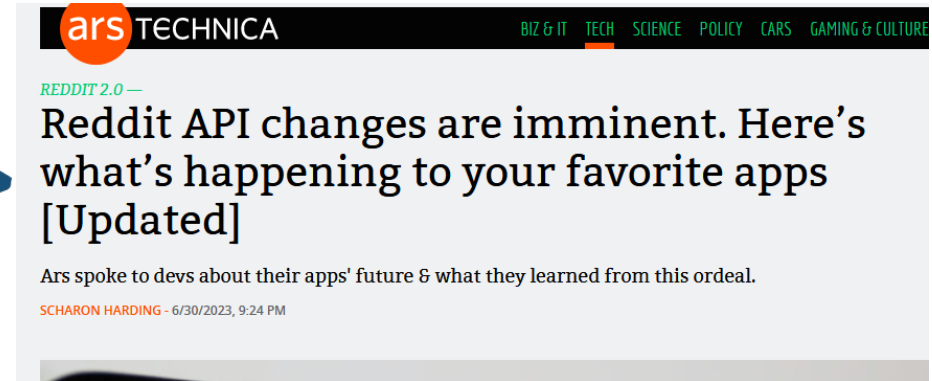 ars TECHNICA
BIZ & IT TECH SCIENCE POLICY CARS GAMING & CULTURE
REDDIT 2.0 —
Reddit API changes are imminent. Here’s
what’s happening to your favorite apps
[Updated]
Ars spoke to devs about their apps' future & what they learned from this ordeal.
SCHARON HARDING - 6/30/2023, 9:24 PM